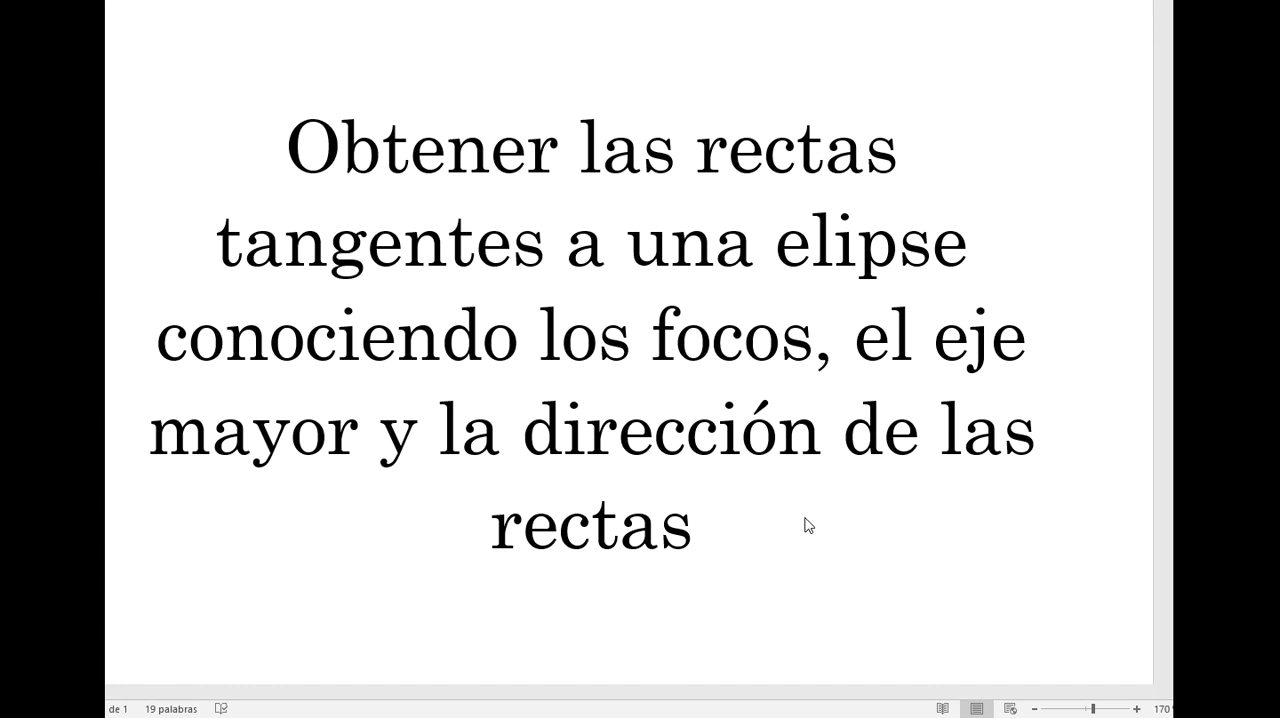 Obtener las rectas
tangentes a una elipse
conociendo los focos, el eje
mayor y la dirección de las
rectas
de 1 19 palabras 170